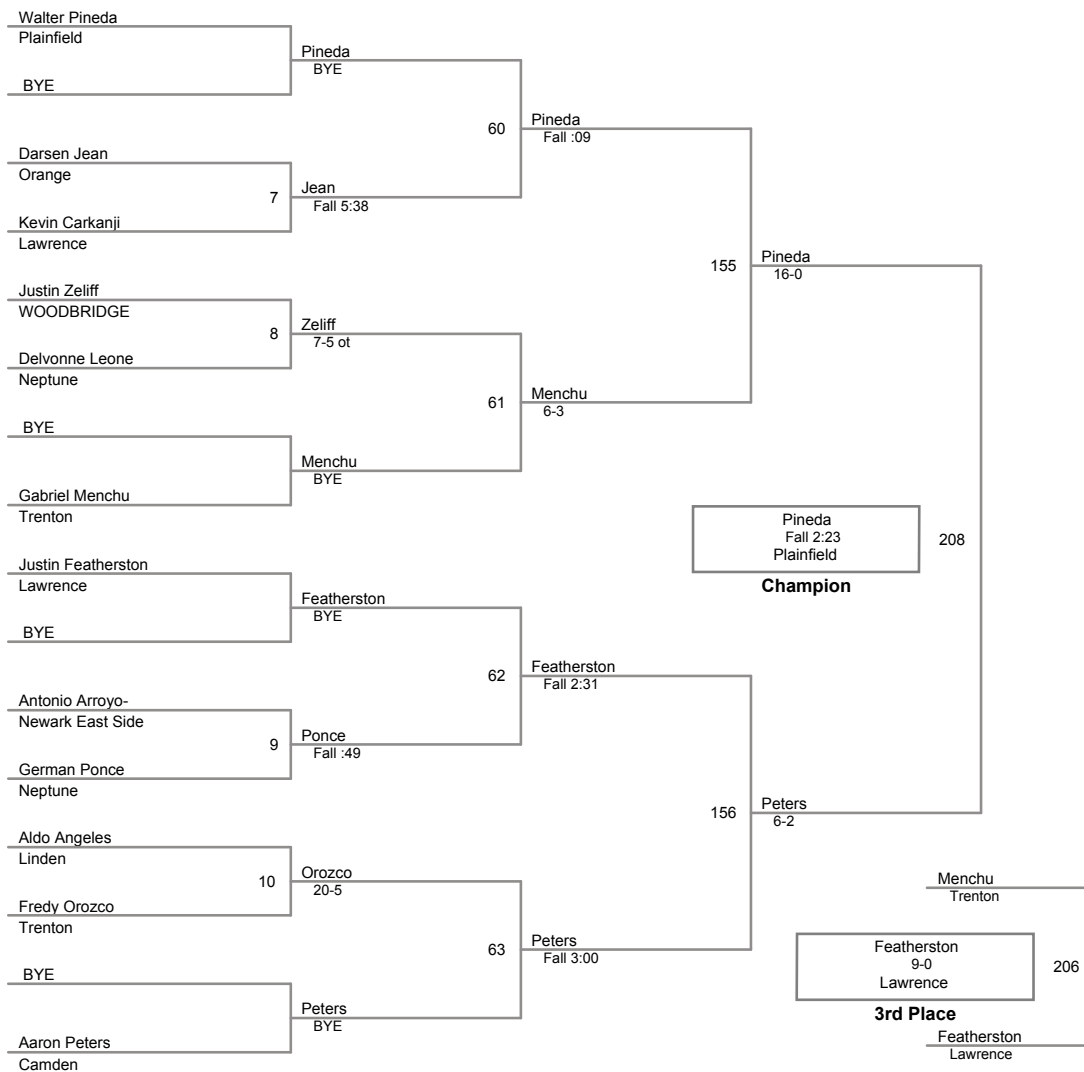 Walter Pineda
Plainfield
BYE
Darsen Jean
Orange
Kevin Carkanji
Lawrence
Justin Zeliff
WOODBRIDGE
Delvonne Leone
Neptune
BYE
Gabriel Menchu
Trenton
Justin Featherston
Lawrence
BYE
Antonio Arroyo-
Newark East Side
German Ponce
Neptune
Aldo Angeles
Linden
Fredy Orozco
Trenton
BYE
Aaron Peters
Camden
Pineda
BYE
7
Jean
Fall 5:38
8
Zeliff
7-5 ot
Menchu
BYE
Featherston
BYE
9
Ponce
Fall :49
10
Orozco
20-5
Peters
BYE
60
Pineda
Fall :09
61
Menchu
6-3
62
Featherston
Fall 2:31
63
Peters
Fall 3:00
155
Pineda
16-0
156
Peters
6-2
Pineda
Fall 2:23
Plainfield
208
Champion
Menchu
Trenton
Featherston
9-0
Lawrence
206
3rd Place
Featherston
Lawrence